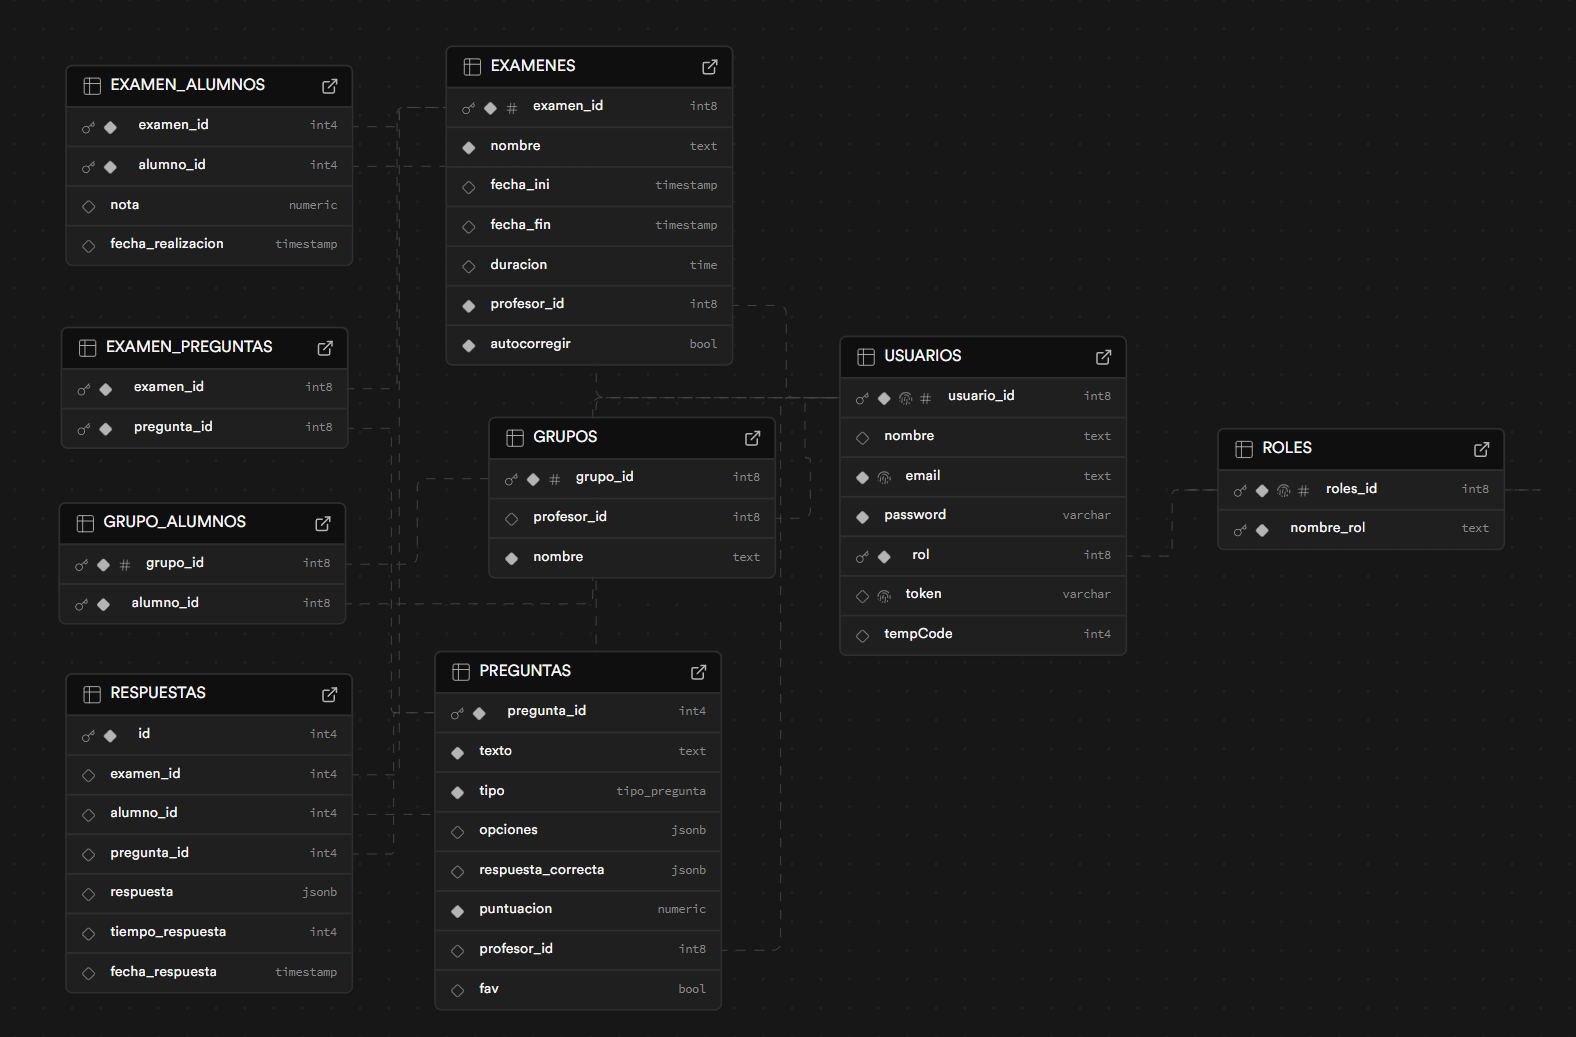 EXAMEN_ALUMNOS
examen_id int4
alumno_id int4
nota numeric
fecha_realizacion timestamp
EXAMENES
# examen_id int8
nombre text
fecha_ini timestamp
fecha_fin timestamp
duracion time
profesor_id int8
autocorregir bool
EXAMEN_PREGUNTAS
examen_id int8
pregunta_id int8
USUARIOS
# usuario_id int8
nombre text
email text
password varchar
rol int8
token varchar
tempCode int4
GRUPOS
# grupo_id int8
profesor_id int8
nombre text
ROLES
# roles_id int8
nombre_rol text
GRUPO_ALUMNOS
# grupo_id int8
alumno_id int8
RESPUESTAS
id int4
examen_id int4
alumno_id int4
pregunta_id int4
respuesta jsonb
tiempo_respuesta int4
fecha_respuesta timestamp
PREGUNTAS
pregunta_id int4
texto text
tipo tipo_pregunta
opciones jsonb
respuesta_correcta jsonb
puntuacion numeric
profesor_id int8
fav bool